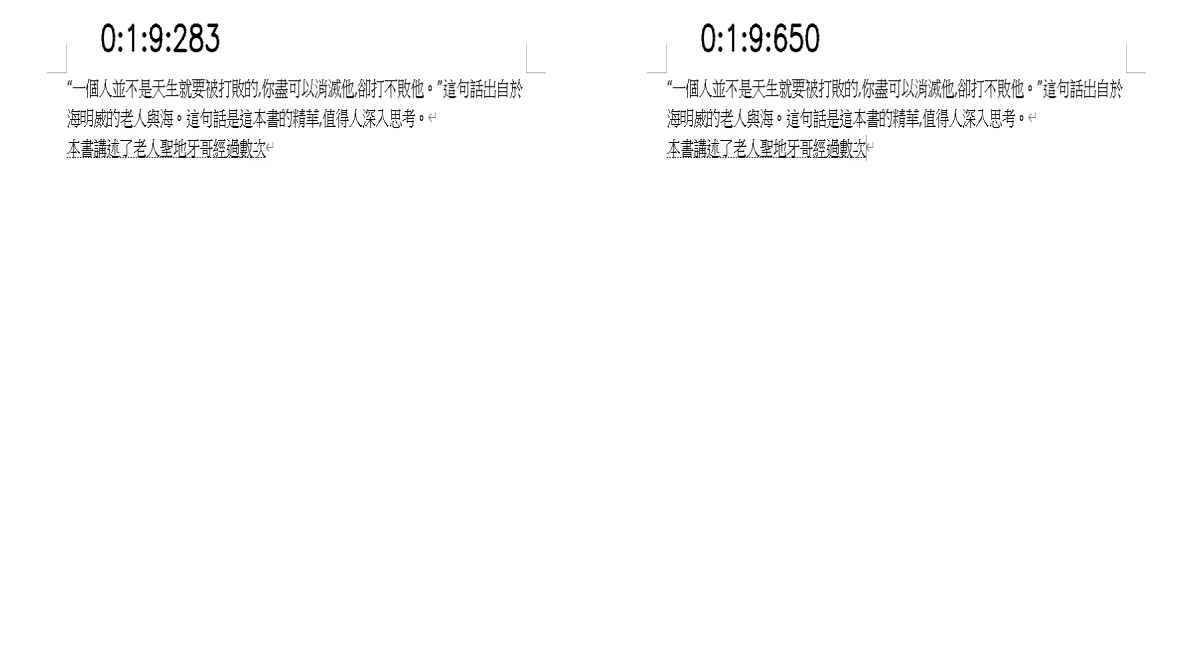 0:1:9:283
“一個人並不是天生就要被打敗的,你盡可以消滅他,卻打不敗他。”這句話出自於
海明威的老人與海。這句話是這本書的精華,值得人深入思考。
本書講述了老人聖地牙哥經過數次
0:1:9:650
“一個人並不是天生就要被打敗的,你盡可以消滅他,卻打不敗他。”這句話出自於
海明威的老人與海。這句話是這本書的精華,值得人深入思考。
本書講述了老人聖地牙哥經過數次